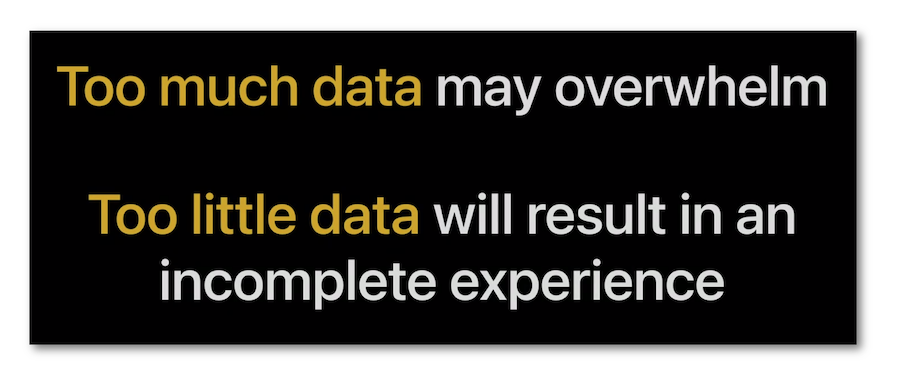 Too much data may overwhelm
Too little data will result in an
incomplete experience